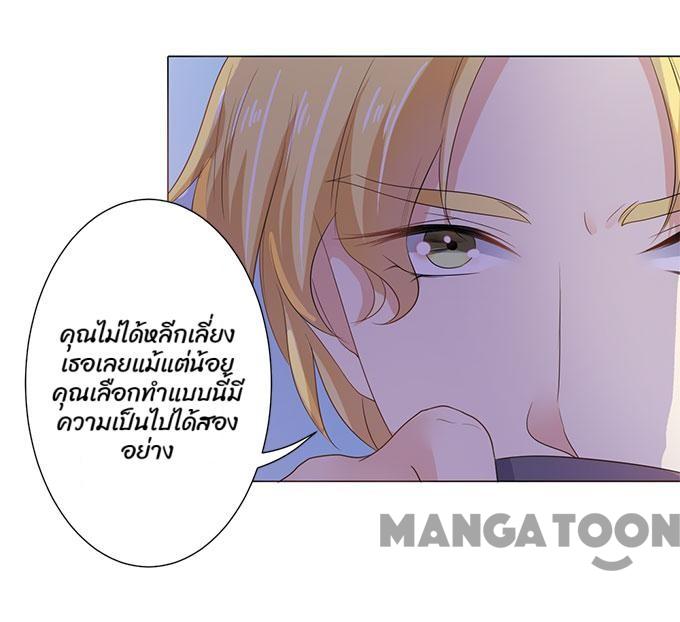 คุณไม่ได้หลีกเลี่ยง
เธอเลยแม้แต่น้อย
คุณเลือกทำแบบนี้มี
ความเป็นไปได้สอง
อย่าง
MANGATOON